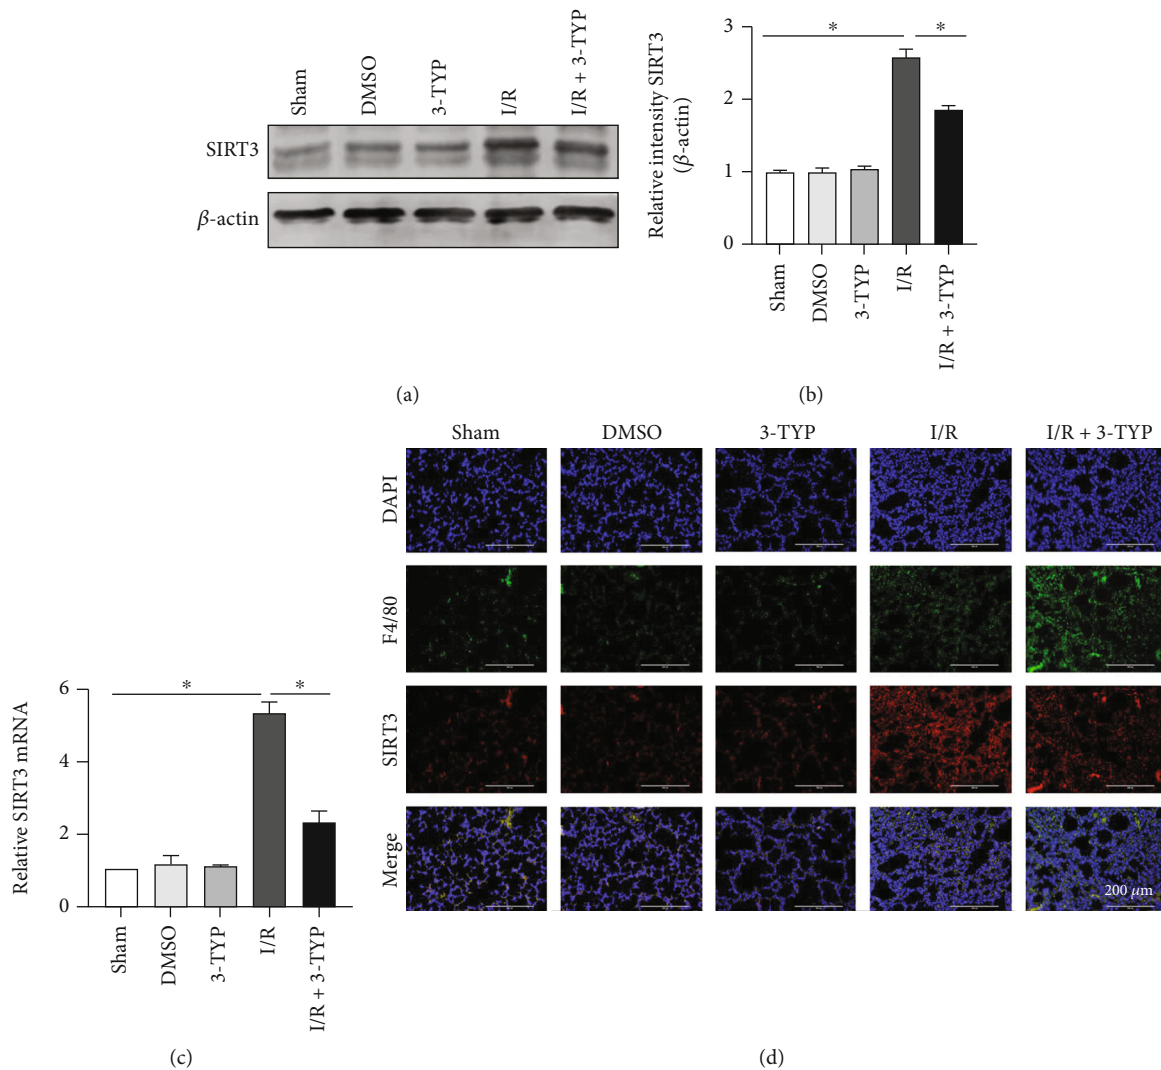 Sham
DMSO
3-TYP
I/R
I/R + 3-TYP
SIRT3
β-actin
(a)
Relative intensity SIRT3
(β-actin)
3
2
1
0
*
*
Sham
DMSO
3-TYP
I/R
I/R + 3-TYP
(b)
Relative SIRT3 mRNA
6
4
2
0
*
*
Sham
DMSO
3-TYP
I/R
I/R + 3-TYP
(c)
Sham
DMSO
3-TYP
I/R
I/R + 3-TYP
DAPI
F4/80
SIRT3
Merge
200 μm
(d)